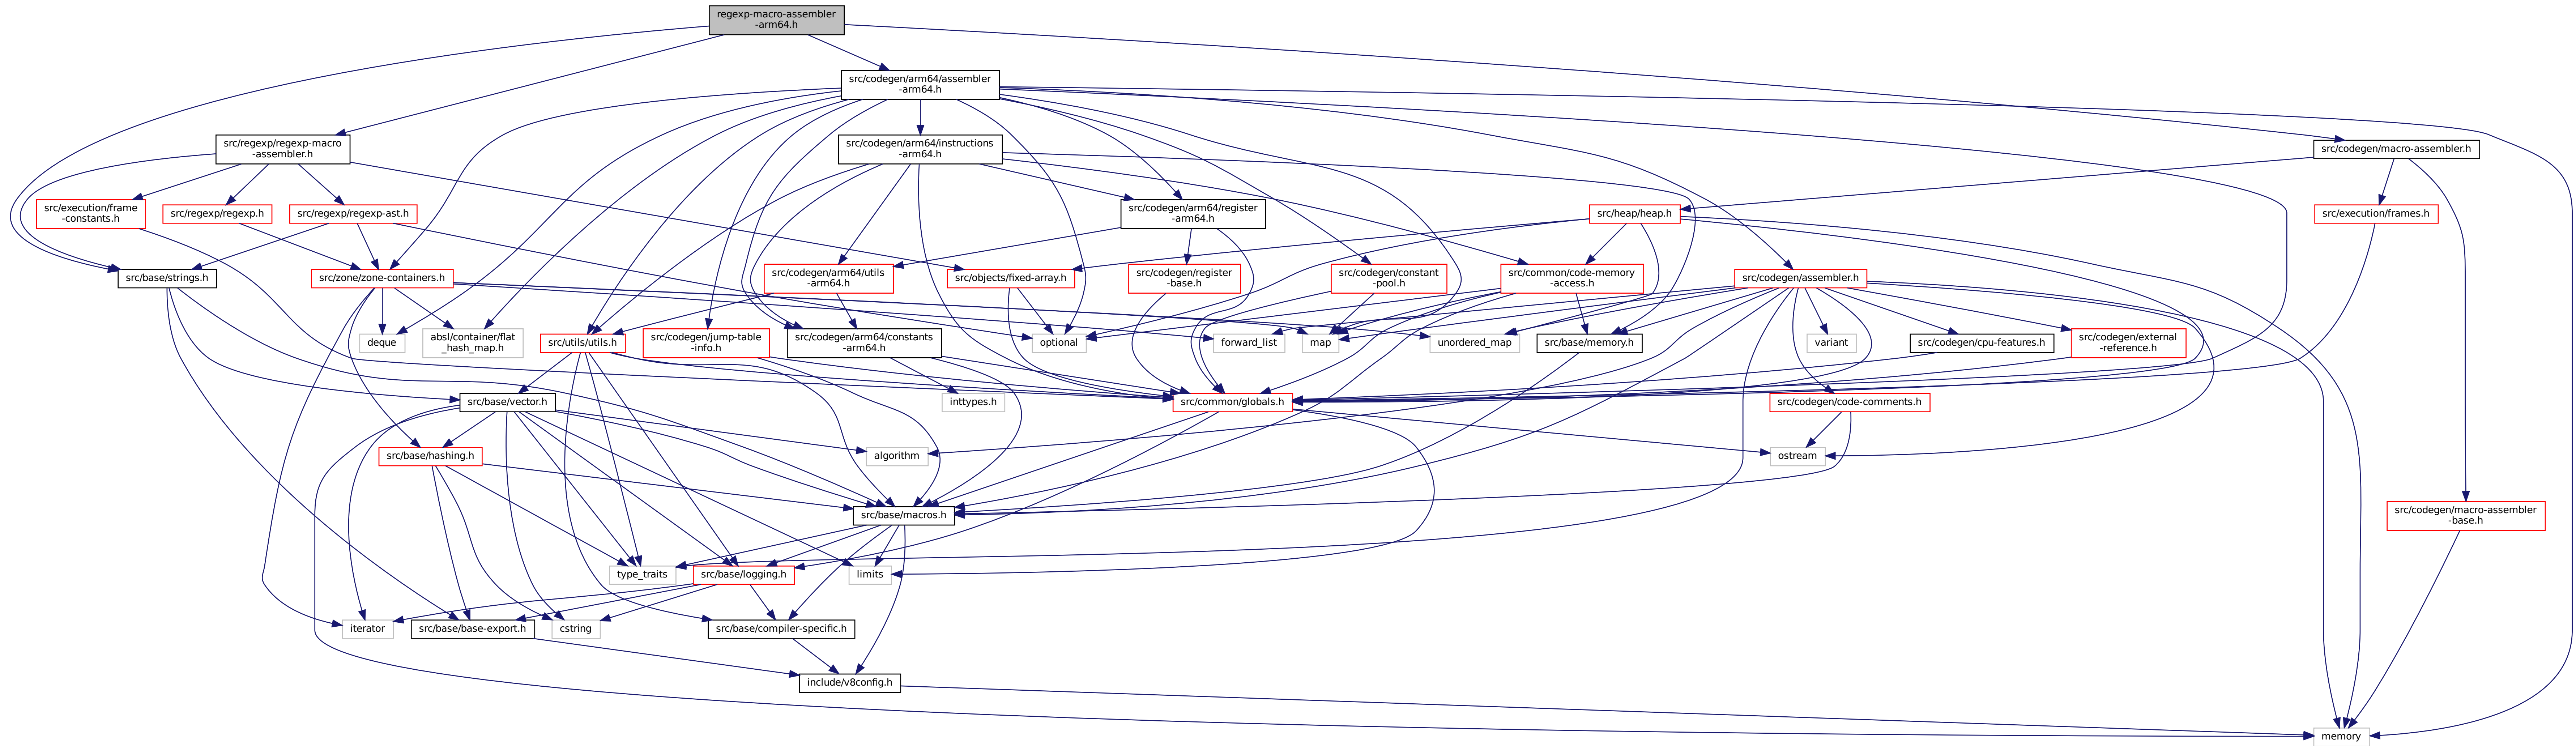 regexp-macro-assembler
-arm64.h
src/codegen/arm64/assembler
-arm64.h
src/regexp/regexp-macro
-assembler.h
src/codegen/arm64/instructions
-arm64.h
src/codegen/macro-assembler.h
src/execution/frame
-constants.h
src/regexp/regexp.h
src/regexp/regexp-ast.h
src/codegen/arm64/register
-arm64.h
src/heap/heap.h
src/execution/frames.h
src/base/strings.h
src/zone/zone-containers.h
src/codegen/arm64/utils
-arm64.h
src/objects/fixed-array.h
src/codegen/register
-base.h
src/codegen/constant
-pool.h
src/common/code-memory
-access.h
src/codegen/assembler.h
deque
absl/container/flat
_hash_map.h
src/utils/utils.h
src/codegen/jump-table
-info.h
src/codegen/arm64/constants
-arm64.h
optional
forward_list
map
unordered_map
src/base/memory.h
variant
src/codegen/cpu-features.h
src/codegen/external
-reference.h
src/base/vector.h
inttypes.h
src/common/globals.h
src/codegen/code-comments.h
src/base/hashing.h
algorithm
ostream
src/base/macros.h
src/codegen/macro-assembler
-base.h
type_traits
src/base/logging.h
limits
iterator
src/base/base-export.h
cstring
src/base/compiler-specific.h
include/v8config.h
memory